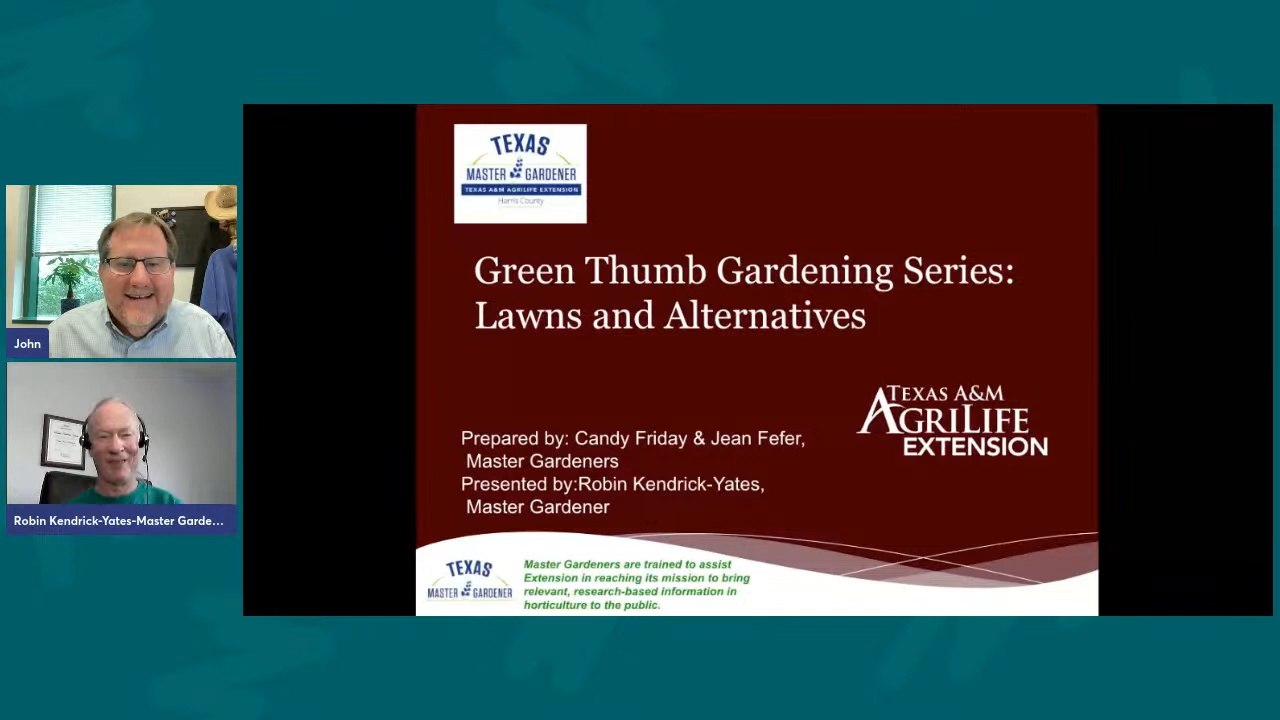 TEXAS
MASTER GARDENER
TEXAS A&M AGRILIFE EXTENSION
Harris County
Green Thumb Gardening Series:
Lawns and Alternatives
TEXAS A&M
AGRILIFE
EXTENSION
Prepared by: Candy Friday & Jean Fefer,
Master Gardeners
Presented by:Robin Kendrick-Yates,
Master Gardener
TEXAS
MASTER GARDENER
Master Gardeners are trained to assist
Extension in reaching its mission to bring
relevant, research-based information in
horticulture to the public.
John
Robin Kendrick-Yates-Master Garde...